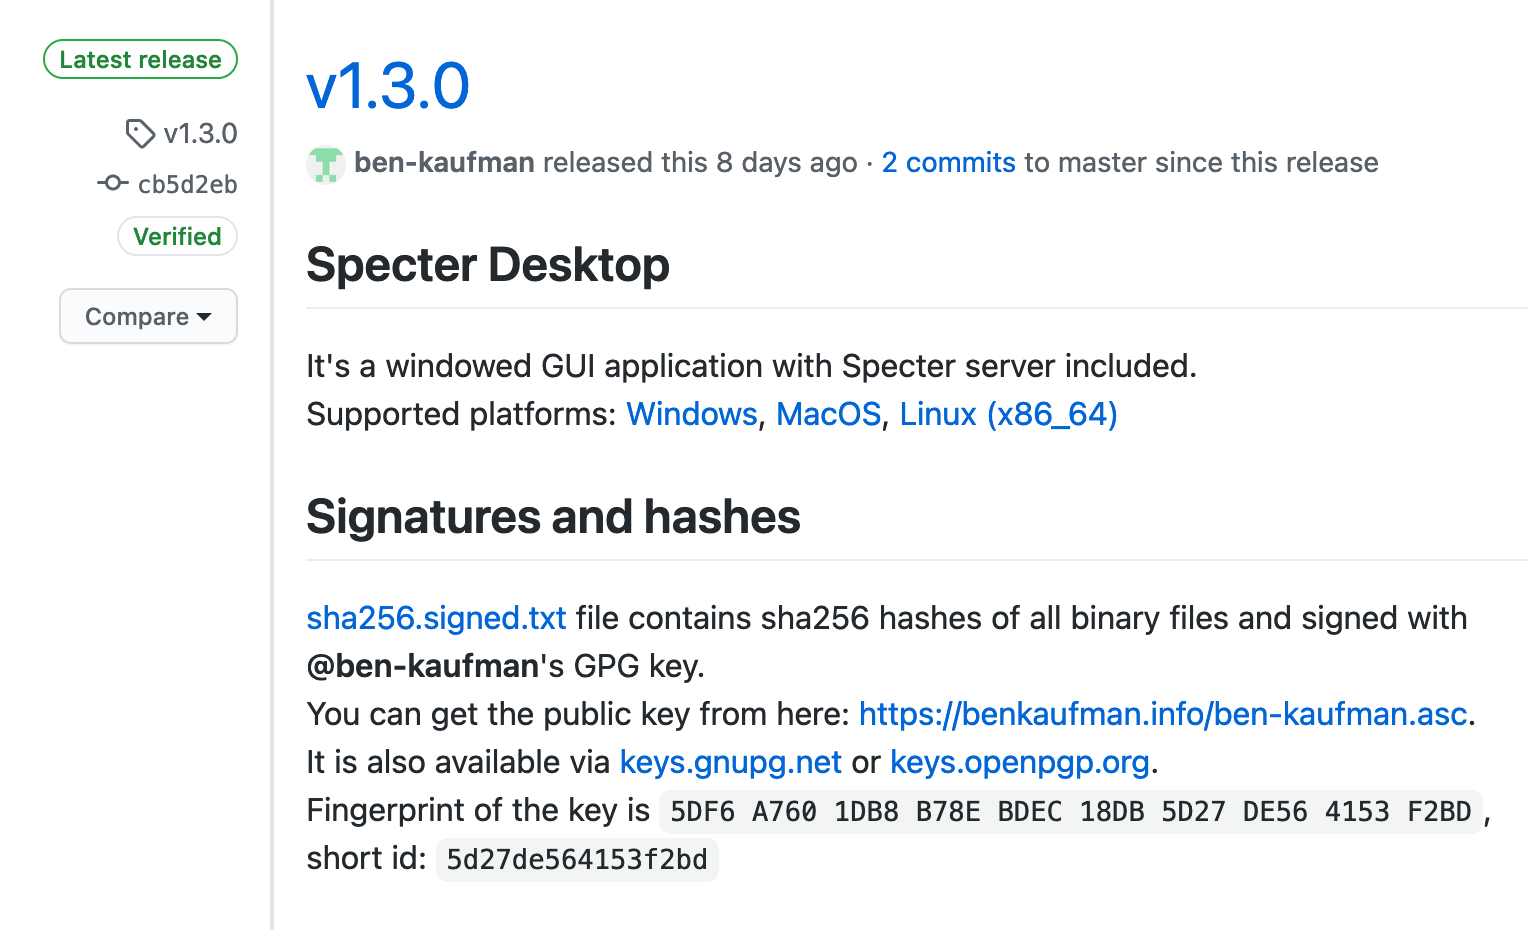 Latest release
v1.3.0
cb5d2eb
Verified
Compare
v1.3.0
ben-kaufman released this 8 days ago · 2 commits to master since this release
Specter Desktop
It's a windowed GUI application with Specter server included.
Supported platforms: Windows, MacOS, Linux (x86_64)
Signatures and hashes
sha256.signed.txt file contains sha256 hashes of all binary files and signed with
@ben-kaufman's GPG key.
You can get the public key from here: https://benkaufman.info/ben-kaufman.asc.
It is also available via keys.gnupg.net or keys.openpgp.org.
Fingerprint of the key is 5DF6 A760 1DB8 B78E BDEC 18DB 5D27 DE56 4153 F2BD,
short id: 5d27de564153f2bd